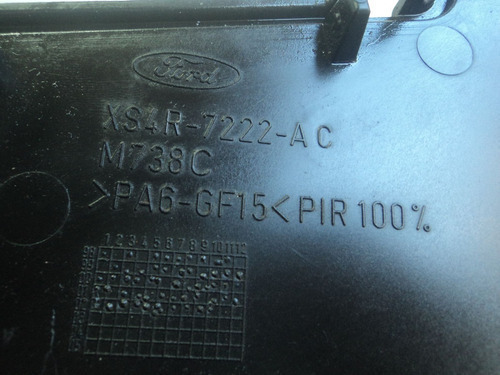 Ford
XS4R-7222-AC
M738C
>PA6-GF15<PIR 100%
1 2 3 4 5 6 7 8 9 10 11 12